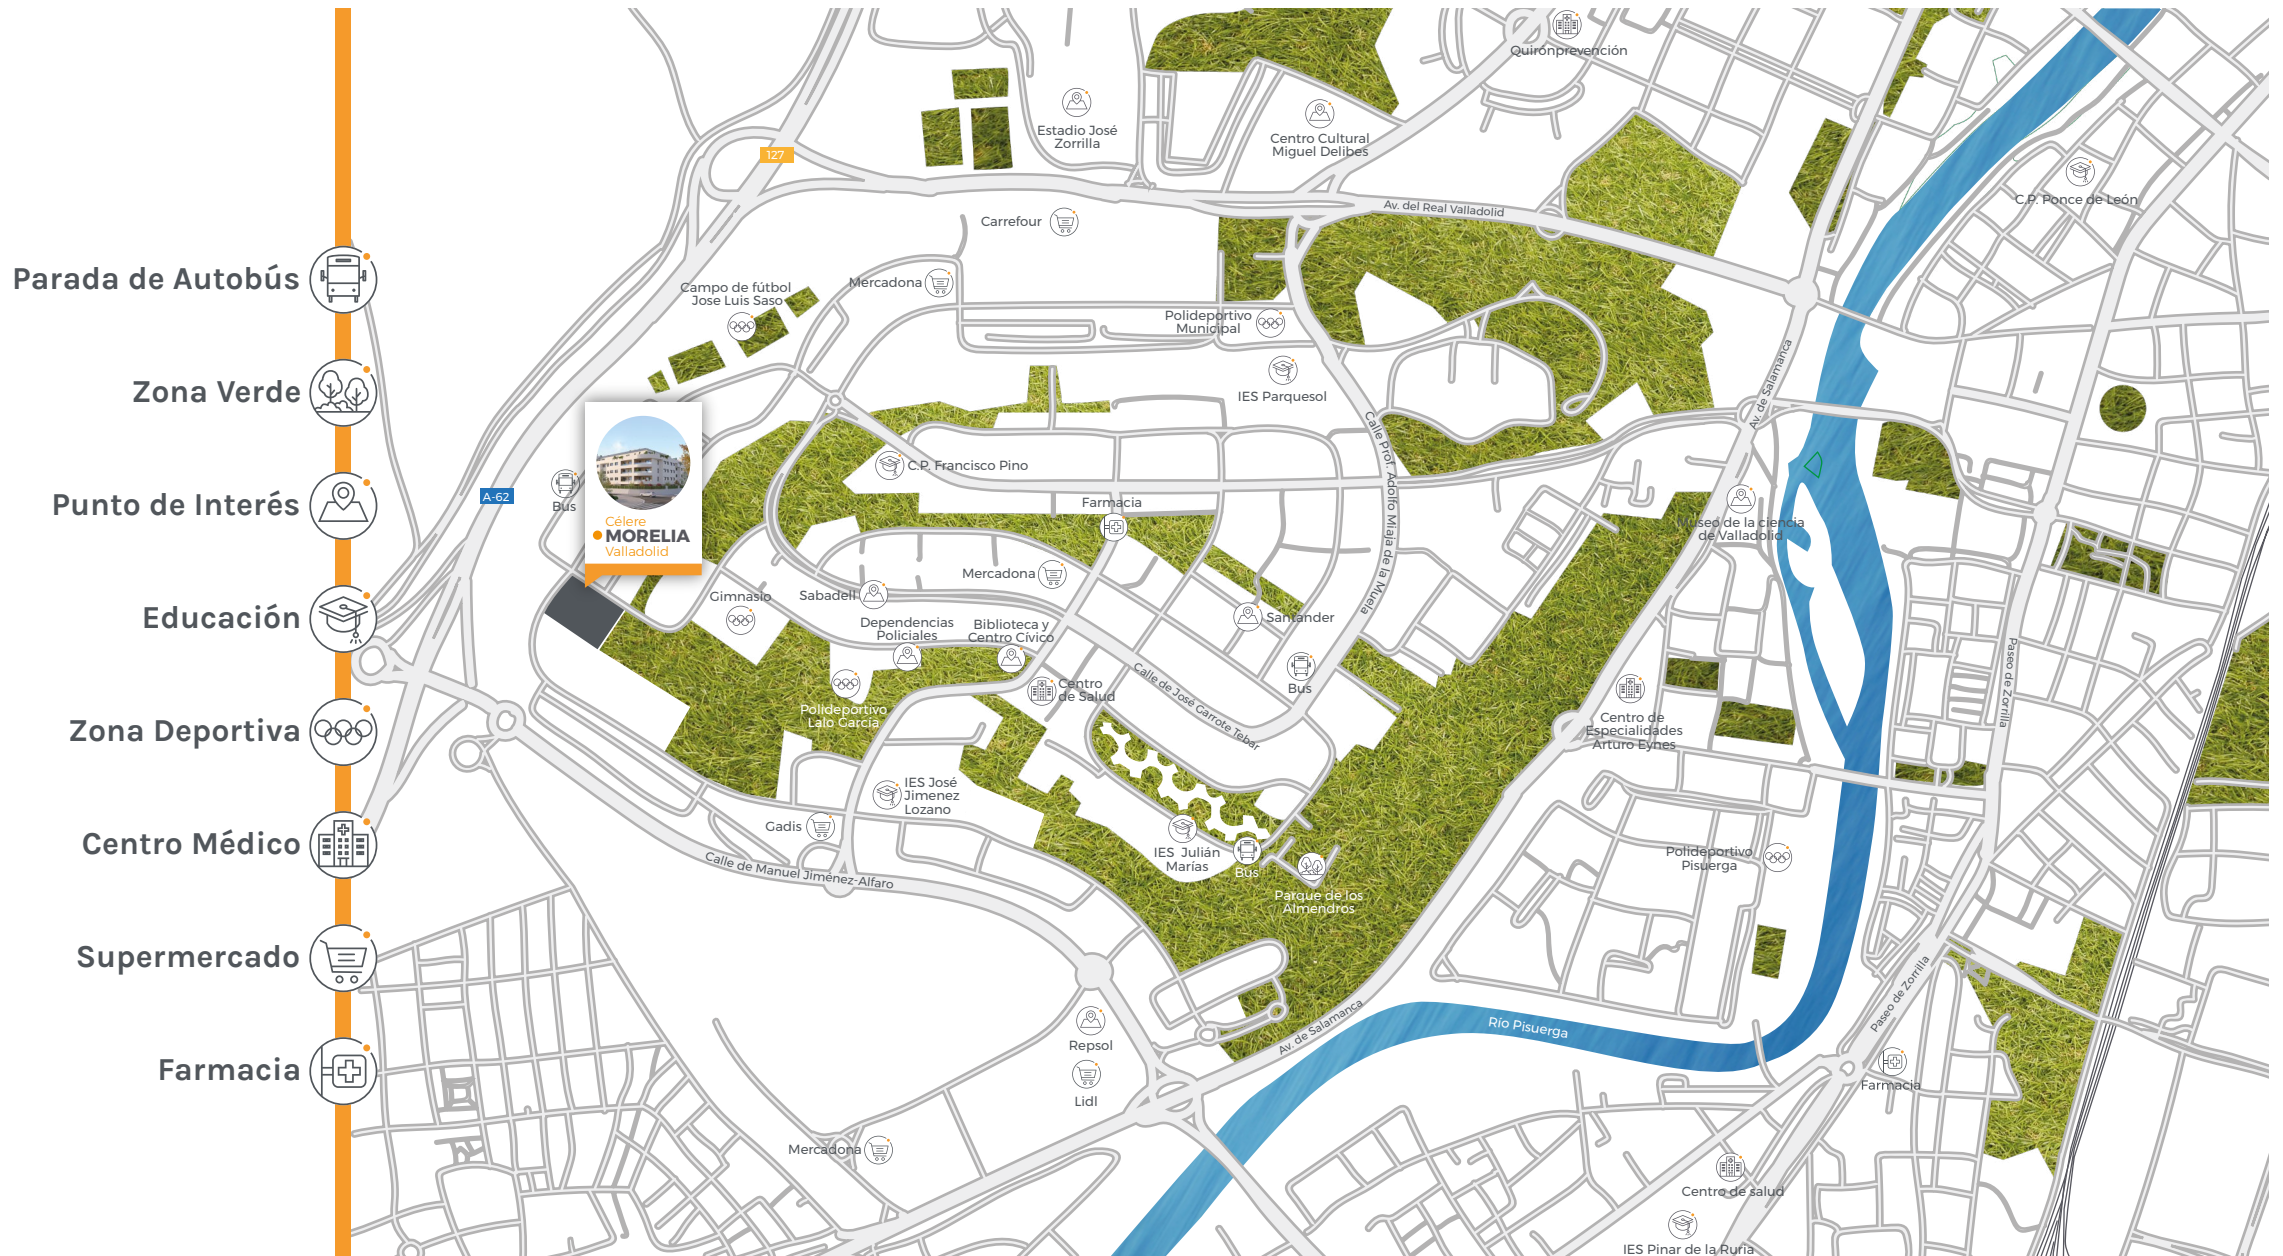 Parada de Autobús
Zona Verde
Punto de Interés
Educación
Zona Deportiva
Centro Médico
Supermercado
Farmacia
Quirónprevención
Estadio José
Zorrilla
Centro Cultural
Miguel Delibes
127
C.P. Ponce de León
Av. del Real Valladolid
Carrefour
Mercadona
Campo de fútbol
Jose Luis Saso
Polideportivo
Municipal
IES Parquesol
Av. de Salamanca
Calle Prof. Adolfo Miaja de la Muela
C.P. Francisco Pino
A-62
Bus
Célere
MORELIA
Valladolid
Farmacia
Museo de la ciencia
de Valladolid
Mercadona
Gimnasio
Sabadell
Santander
Dependencias
Policiales
Biblioteca y
Centro Cívico
Bus
Centro
de Salud
Calle de José Garrote Tebar
Polideportivo
Lalo García
Centro de
Especialidades
Arturo Eynes
Paseo de Zorrilla
IES José
Jimenez
Lozano
Gadis
IES Julián
Marías
Bus
Parque de los
Almendros
Polideportivo
Pisuerga
Calle de Manuel Jiménez-Alfaro
Av. de Salamanca
Río Pisuerga
Paseo de Zorrilla
Repsol
Lidl
Farmacia
Mercadona
Centro de salud
IES Pinar de la Ruria